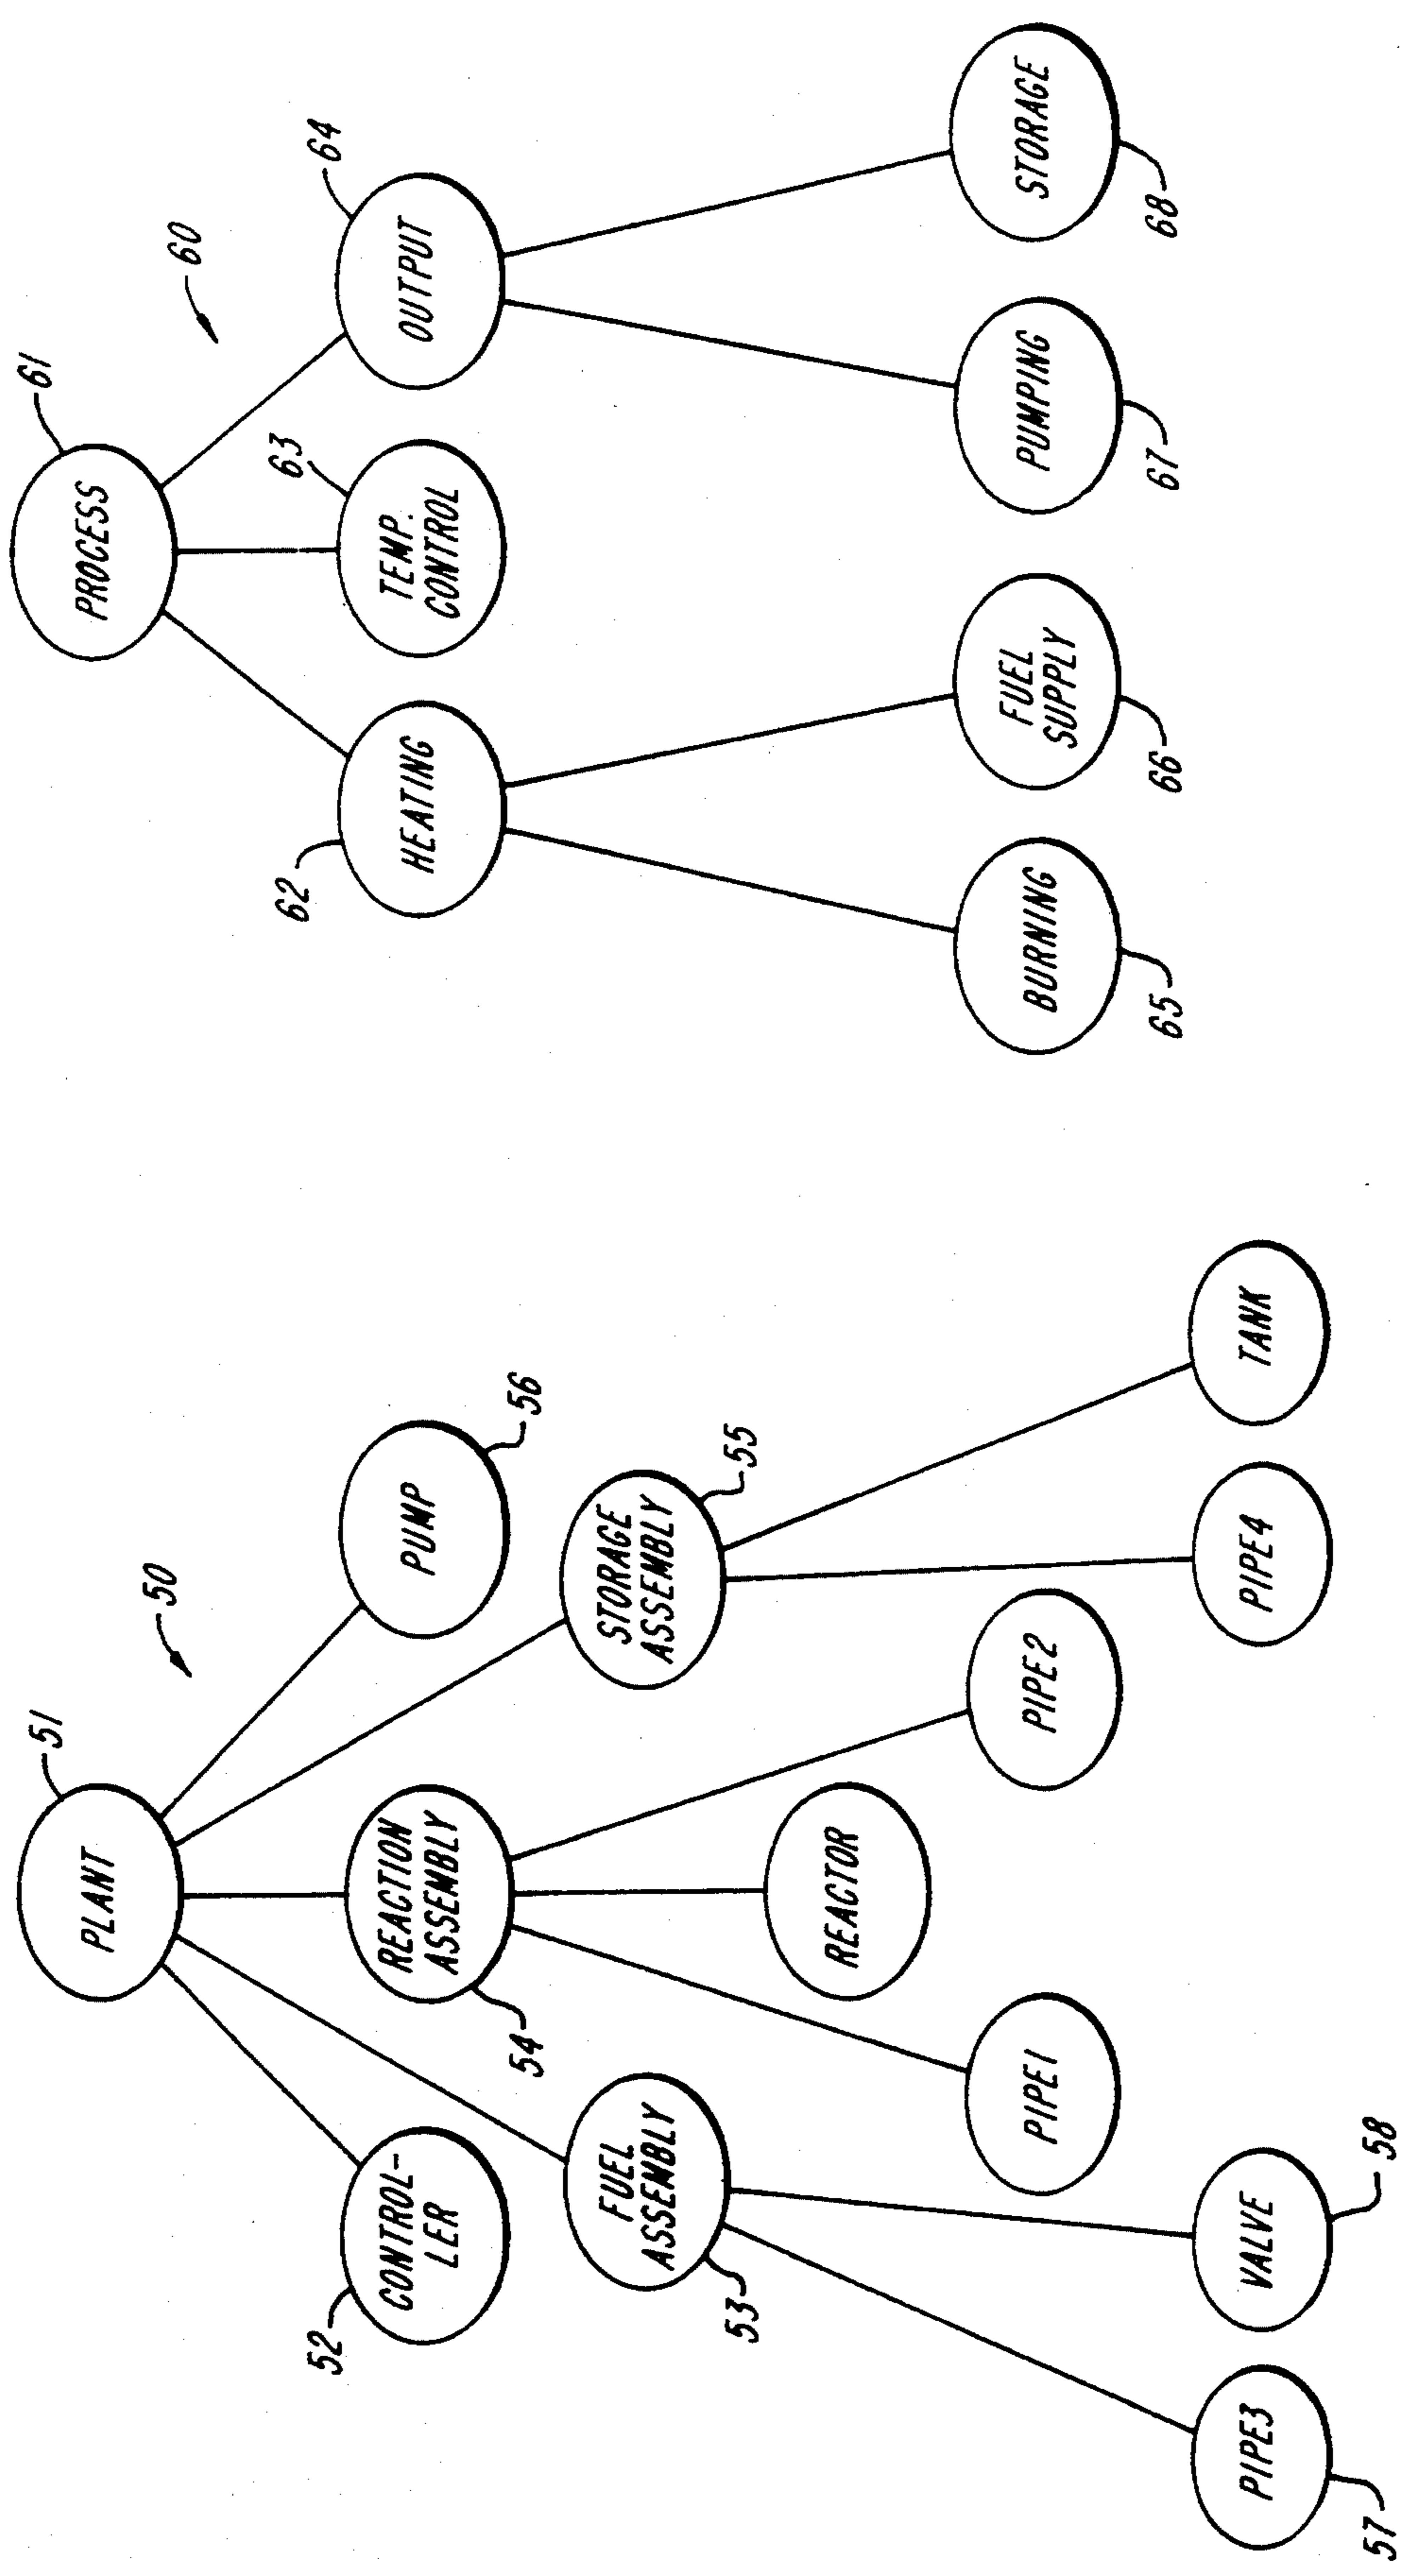 50
51
PLANT
52
CONTROL-
LER
53
FUEL
ASSEMBLY
54
REACTION
ASSEMBLY
55
STORAGE
ASSEMBLY
56
PUMP
57
PIPE3
58
VALVE
PIPE1
REACTOR
PIPE2
PIPE4
TANK
60
61
PROCESS
62
HEATING
63
TEMP.
CONTROL
64
OUTPUT
65
BURNING
66
FUEL
SUPPLY
67
PUMPING
68
STORAGE